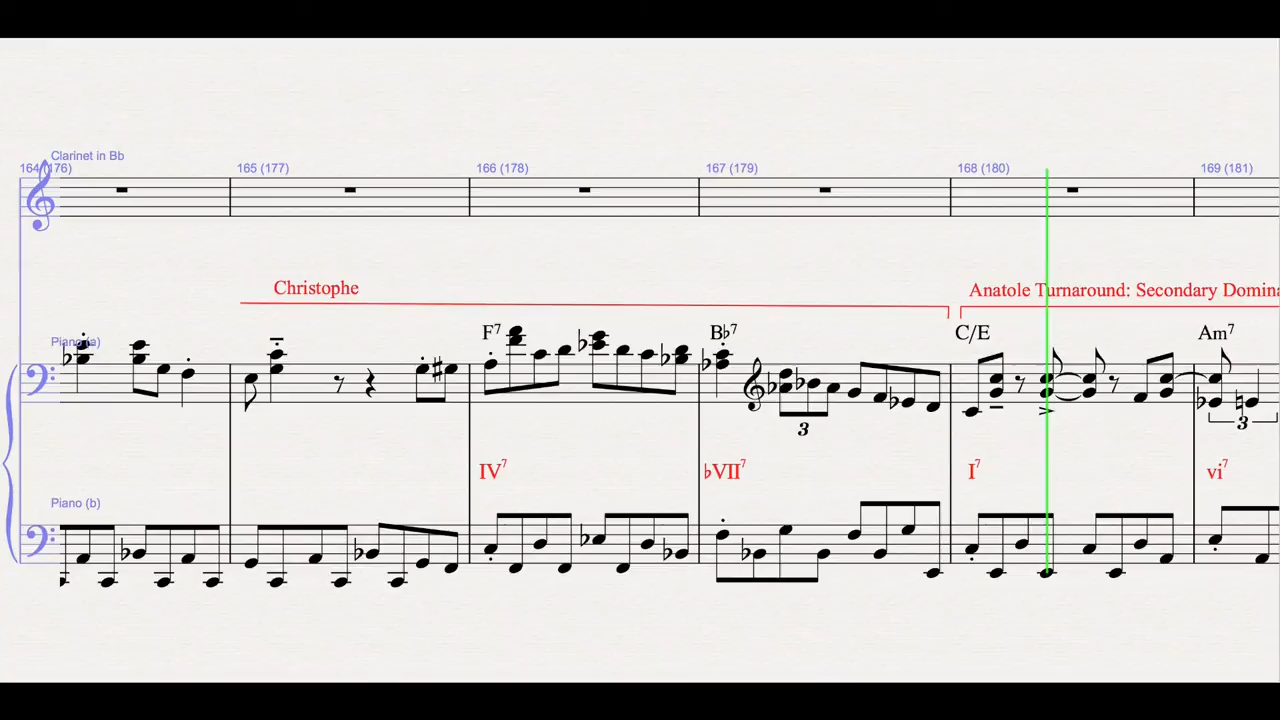 Clarinet in Bb
164 (176) 165 (177) 166 (178) 167 (179) 168 (180) 169 (181)
Christophe
Anatole Turnaround: Secondary Domina
F7 Bb7 C/E Am7
Piano (a)
3 3
IV7 bVII7 I7 vi7
Piano (b)